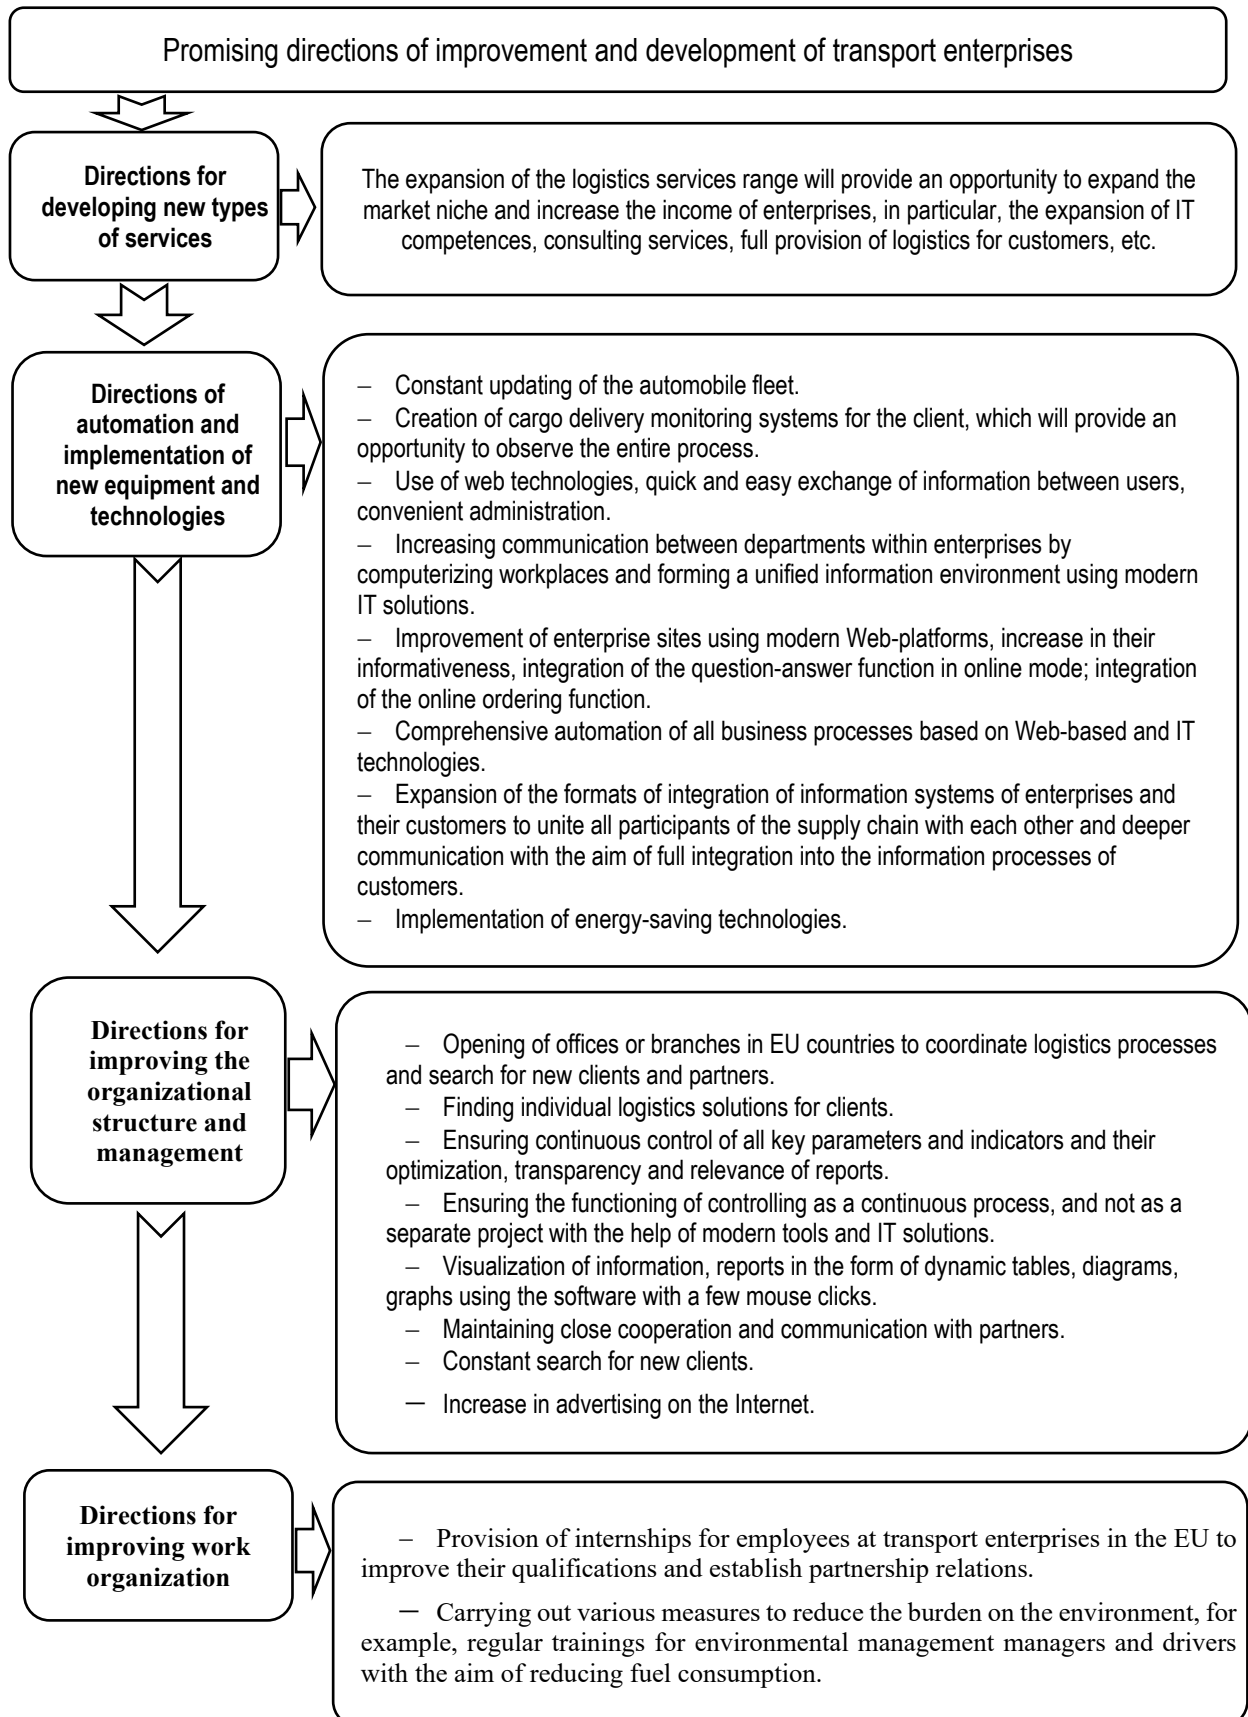 Promising directions of improvement and development of transport enterprises
Directions for
developing new types
of services
The expansion of the logistics services range will provide an opportunity to expand the
market niche and increase the income of enterprises, in particular, the expansion of IT
competences, consulting services, full provision of logistics for customers, etc.
Directions of
automation and
implementation of
new equipment and
technologies
– Constant updating of the automobile fleet.
– Creation of cargo delivery monitoring systems for the client, which will provide an
opportunity to observe the entire process.
– Use of web technologies, quick and easy exchange of information between users,
convenient administration.
– Increasing communication between departments within enterprises by
computerizing workplaces and forming a unified information environment using modern
IT solutions.
– Improvement of enterprise sites using modern Web-platforms, increase in their
informativeness, integration of the question-answer function in online mode; integration
of the online ordering function.
– Comprehensive automation of all business processes based on Web-based and IT
technologies.
– Expansion of the formats of integration of information systems of enterprises and
their customers to unite all participants of the supply chain with each other and deeper
communication with the aim of full integration into the information processes of
customers.
– Implementation of energy-saving technologies.
Directions for
improving the
organizational
structure and
management
– Opening of offices or branches in EU countries to coordinate logistics processes
and search for new clients and partners.
– Finding individual logistics solutions for clients.
– Ensuring continuous control of all key parameters and indicators and their
optimization, transparency and relevance of reports.
– Ensuring the functioning of controlling as a continuous process, and not as a
separate project with the help of modern tools and IT solutions.
– Visualization of information, reports in the form of dynamic tables, diagrams,
graphs using the software with a few mouse clicks.
– Maintaining close cooperation and communication with partners.
– Constant search for new clients.
– Increase in advertising on the Internet.
Directions for
improving work
organization
– Provision of internships for employees at transport enterprises in the EU to
improve their qualifications and establish partnership relations.
– Carrying out various measures to reduce the burden on the environment, for
example, regular trainings for environmental management managers and drivers
with the aim of reducing fuel consumption.